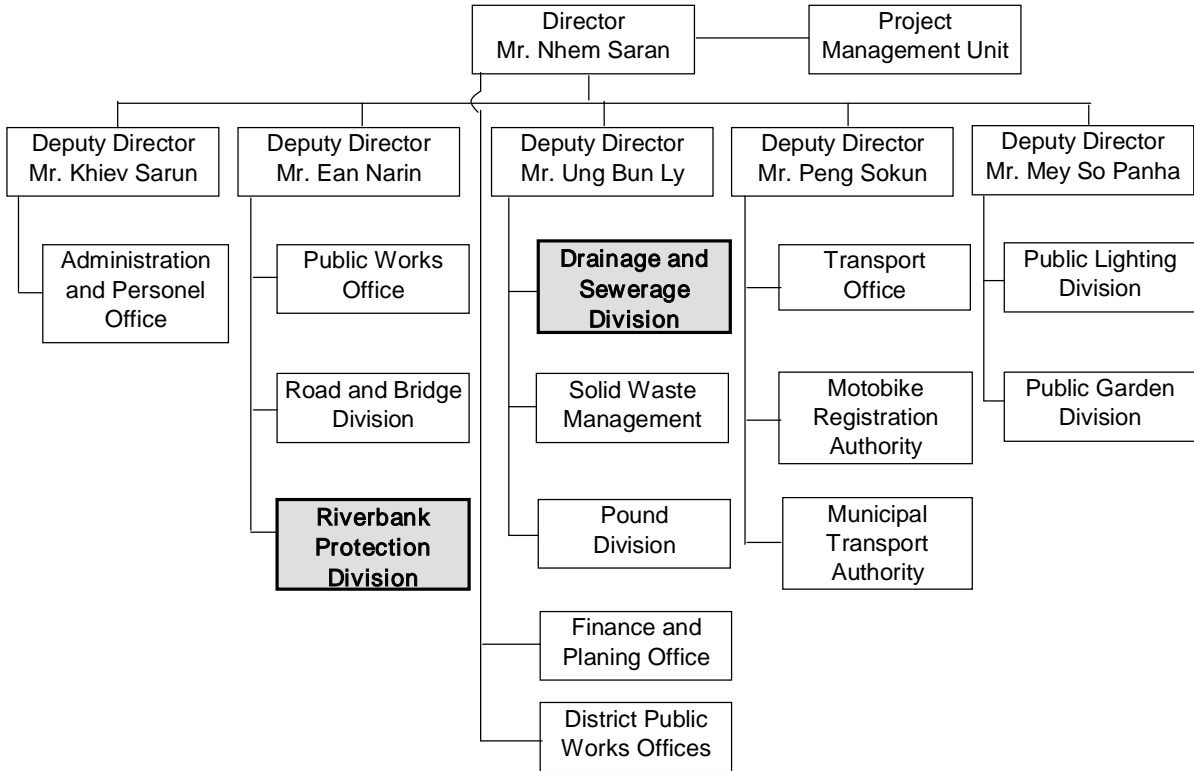 Director
Mr. Nhem Saran
Project
Management Unit
Deputy Director
Mr. Khiev Sarun
Deputy Director
Mr. Ean Narin
Deputy Director
Mr. Ung Bun Ly
Deputy Director
Mr. Peng Sokun
Deputy Director
Mr. Mey So Panha
Administration
and Personel
Office
Public Works
Office
Drainage and
Sewerage
Division
Transport
Office
Public Lighting
Division
Road and Bridge
Division
Solid Waste
Management
Motobike
Registration
Authority
Public Garden
Division
Riverbank
Protection
Division
Pound
Division
Municipal
Transport
Authority
Finance and
Planing Office
District Public
Works Offices